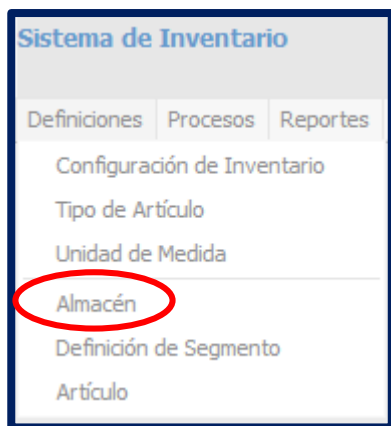 Sistema de Inventario
Definiciones Procesos Reportes
Configuración de Inventario
Tipo de Artículo
Unidad de Medida
Almacén
Definición de Segmento
Artículo